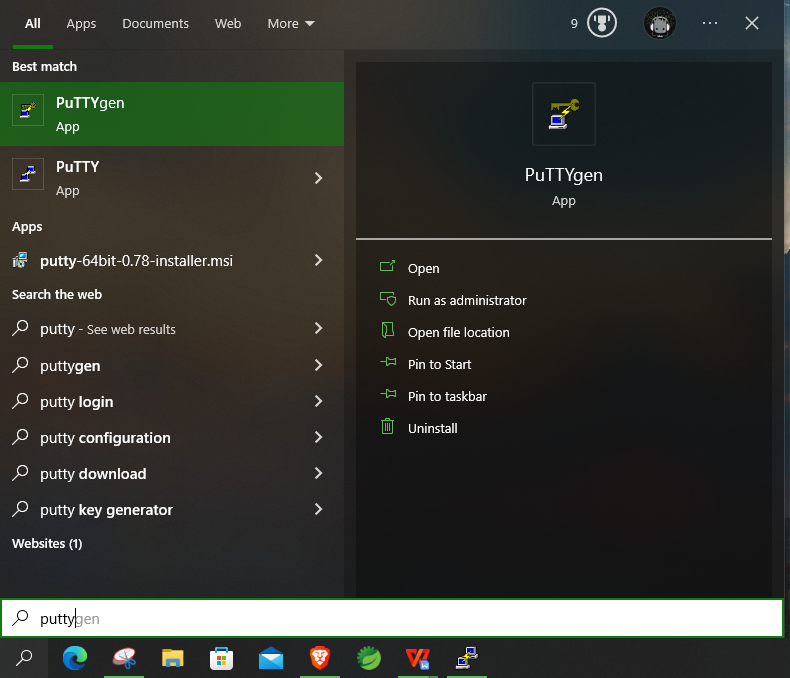 All Apps Documents Web More 9
Best match
PuTTYgen
App
PuTTY
App
Apps
putty-64bit-0.78-installer.msi
Search the web
putty - See web results
puttygen
putty login
putty configuration
putty download
putty key generator
Websites (1)
PuTTYgen
App
Open
Run as administrator
Open file location
Pin to Start
Pin to taskbar
Uninstall
puttygen